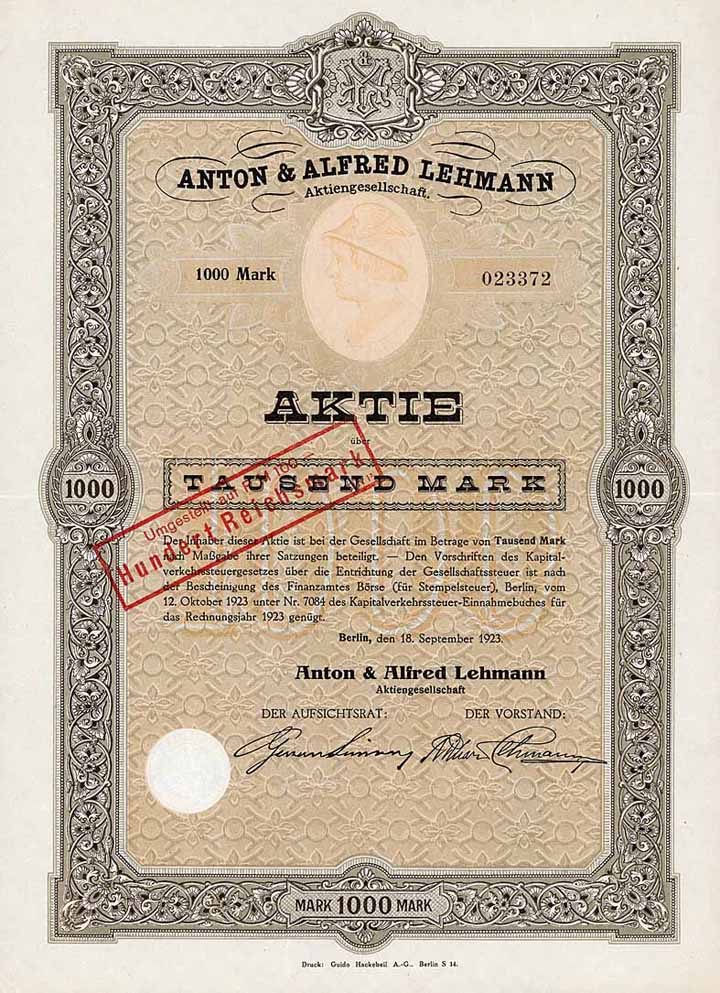 ANTON & ALFRED LEHMANN
Aktiengesellschaft.
1000 Mark
023372
AKTIE
über
TAUSEND MARK
1000
1000
Umgestellt auf
Hundert Reichsmark
Der Inhaber dieser Aktie ist bei der Gesellschaft im Betrage von Tausend Mark
nach Maßgabe ihrer Satzungen beteiligt. — Den Vorschriften des Kapital-
verkehrssteuergesetzes über die Entrichtung der Gesellschaftssteuer ist nach
der Bescheinigung des Finanzamtes Börse (für Stempelsteuer), Berlin, vom
12. Oktober 1923 unter Nr. 7084 des Kapitalverkehrssteuer-Einnahmebuches für
das Rechnungsjahr 1923 genügt.
Berlin, den 18. September 1923.
Anton & Alfred Lehmann
Aktiengesellschaft
DER AUFSICHTSRAT: DER VORSTAND:
Lehmann
MARK 1000 MARK
Druck: Guido Hackebeil A.-G., Berlin S 14.